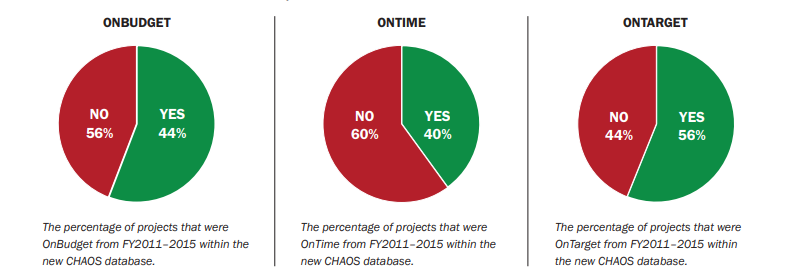 ONBUDGET
NO
56%
YES
44%
The percentage of projects that were
OnBudget from FY2011–2015 within the
new CHAOS database.
ONTIME
NO
60%
YES
40%
The percentage of projects that were
OnTime from FY2011–2015 within the
new CHAOS database.
ONTARGET
NO
44%
YES
56%
The percentage of projects that were
OnTarget from FY2011–2015 within
the new CHAOS database.